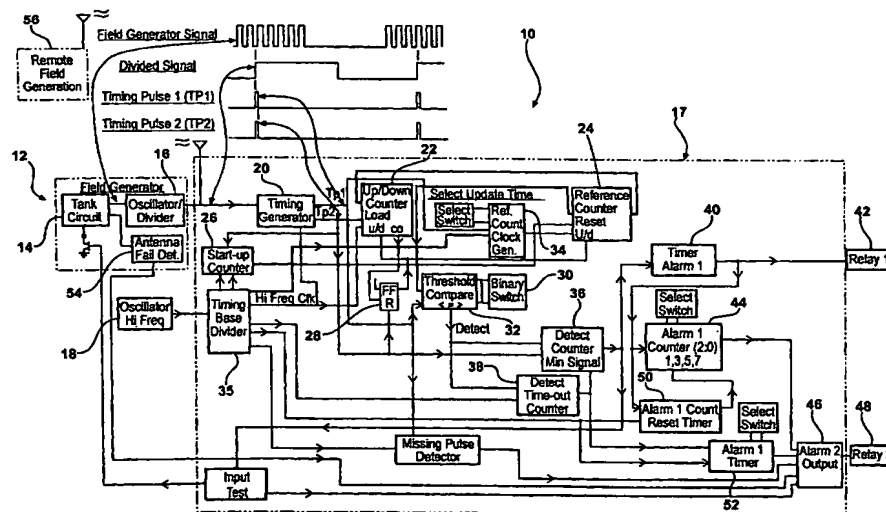 56
Remote
Field
Generation
Field Generator Signal
Divided Signal
Timing Pulse 1 (TP1)
Timing Pulse 2 (TP2)
10
12
14
16
Field Generator
Tank
Circuit
Oscillator/
Divider
Antenna
Fail Det.
54
Oscillator
Hi Freq
18
17
20
Timing
Generator
Tp1
Tp2
22
Up/Down
Counter
Load
u/d co
Select Update Time
Select
Switch
Ref.
Count
Clock
Gen.
34
24
Reference
Counter
Reset
U/d
26
Start-up
Counter
Hi Freq Clk
Timing
Base
Divider
35
FF
R
28
Threshold
Compare
< = >
32
Binary
Switch
30
Detect
36
Detect
Counter
Min Signal
38
Detect
Time-out
Counter
40
Timer
Alarm 1
42
Relay 1
Select
Switch
44
Alarm 1
Counter (2:0)
1,3,5,7
50
Alarm 1 Count
Reset Timer
Select
Switch
Alarm 1
Timer
52
46
Alarm 2
Output
48
Relay
Missing Pulse
Detector
Input
Test